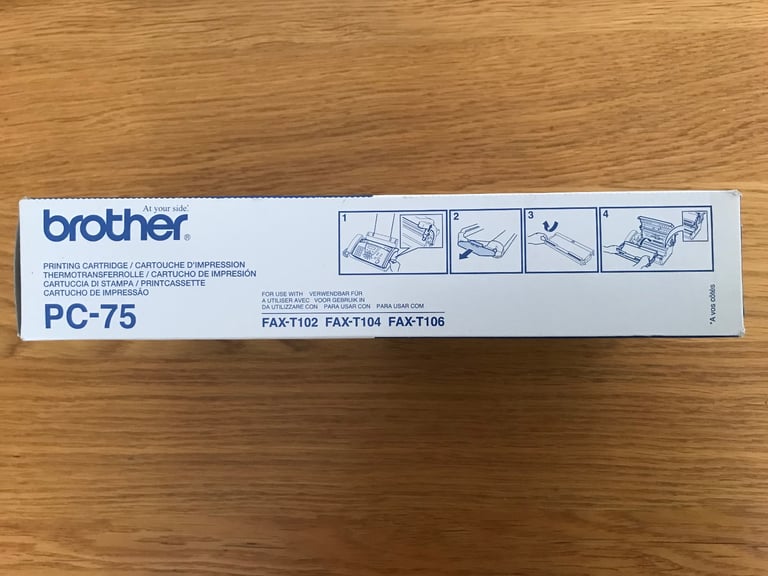 At your side.
brother®
PRINTING CARTRIDGE / CARTOUCHE D'IMPRESSION
THERMOTRANSFERROLLE / CARTUCHO DE IMPRESIÓN
CARTUCCIA DI STAMPA / PRINTCASSETTE
CARTUCHO DE IMPRESSÃO
PC-75
1
2
3
4
FOR USE WITH VERWENDBAR FÜR
A UTILISER AVEC VOOR GEBRUIK IN
DA UTILIZZARE CON PARA USAR CON PARA USAR COM
FAX-T102 FAX-T104 FAX-T106
*A vos côtés